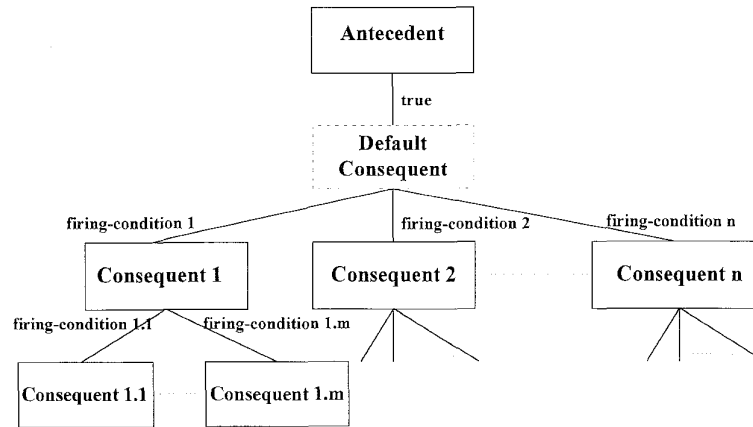 Antecedent
true
Default
Consequent
firing-condition 1
firing-condition 2
firing-condition n
Consequent 1
Consequent 2
Consequent n
firing-condition 1.1
firing-condition 1.m
Consequent 1.1
Consequent 1.m